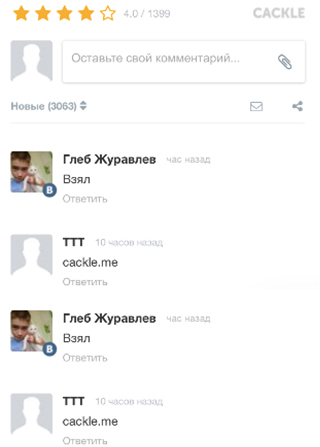 4.0 / 1399 CACKLE
Оставьте свой комментарий...
Новые (3063)
Глеб Журавлев час назад
Взял
Ответить
TTT 10 часов назад
cackle.me
Ответить
Глеб Журавлев час назад
Взял
Ответить
TTT 10 часов назад
cackle.me
Ответить